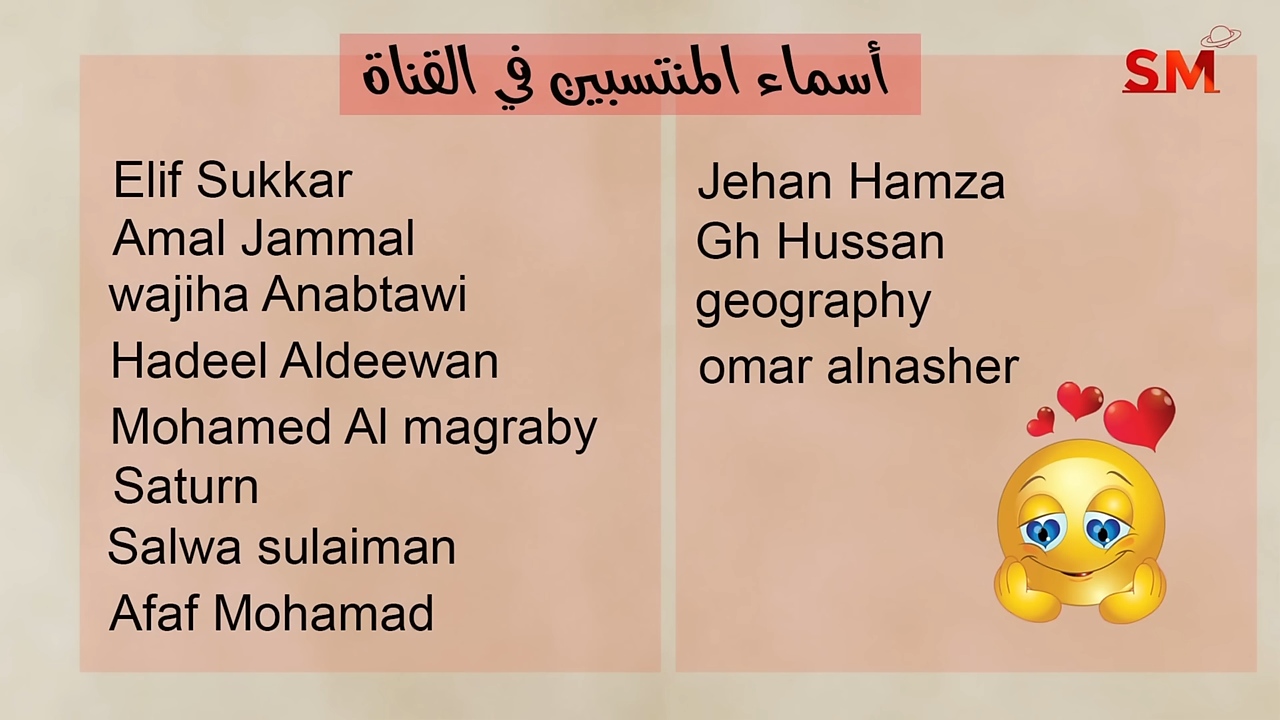 أسماء المنتسبين في القناة
SM
Elif Sukkar
Amal Jammal
wajiha Anabtawi
Hadeel Aldeewan
Mohamed Al magraby
Saturn
Salwa sulaiman
Afaf Mohamad
Jehan Hamza
Gh Hussan
geography
omar alnasher